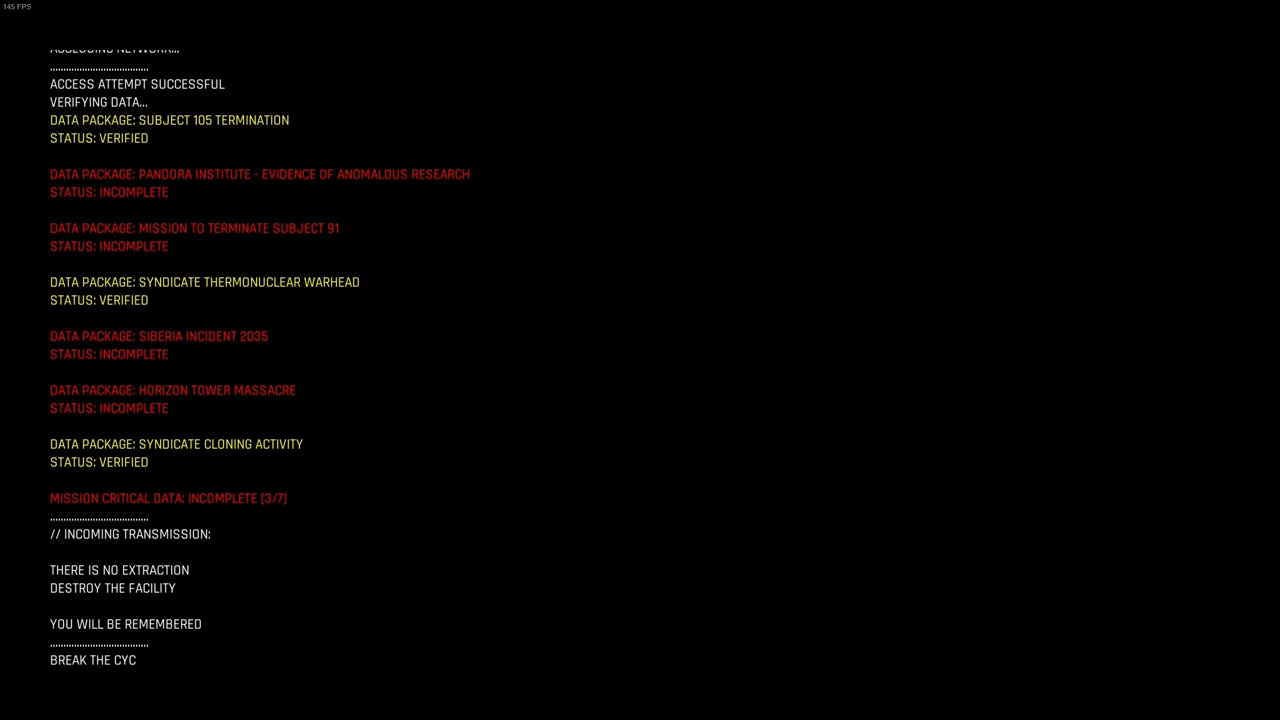 145 FPS
ACCESSING NETWORK...
....................................
ACCESS ATTEMPT SUCCESSFUL
VERIFYING DATA...
DATA PACKAGE: SUBJECT 105 TERMINATION
STATUS: VERIFIED
DATA PACKAGE: PANDORA INSTITUTE - EVIDENCE OF ANOMALOUS RESEARCH
STATUS: INCOMPLETE
DATA PACKAGE: MISSION TO TERMINATE SUBJECT 91
STATUS: INCOMPLETE
DATA PACKAGE: SYNDICATE THERMONUCLEAR WARHEAD
STATUS: VERIFIED
DATA PACKAGE: SIBERIA INCIDENT 2035
STATUS: INCOMPLETE
DATA PACKAGE: HORIZON TOWER MASSACRE
STATUS: INCOMPLETE
DATA PACKAGE: SYNDICATE CLONING ACTIVITY
STATUS: VERIFIED
MISSION CRITICAL DATA: INCOMPLETE [3/7]
....................................
// INCOMING TRANSMISSION:
THERE IS NO EXTRACTION
DESTROY THE FACILITY
YOU WILL BE REMEMBERED
....................................
BREAK THE CYC